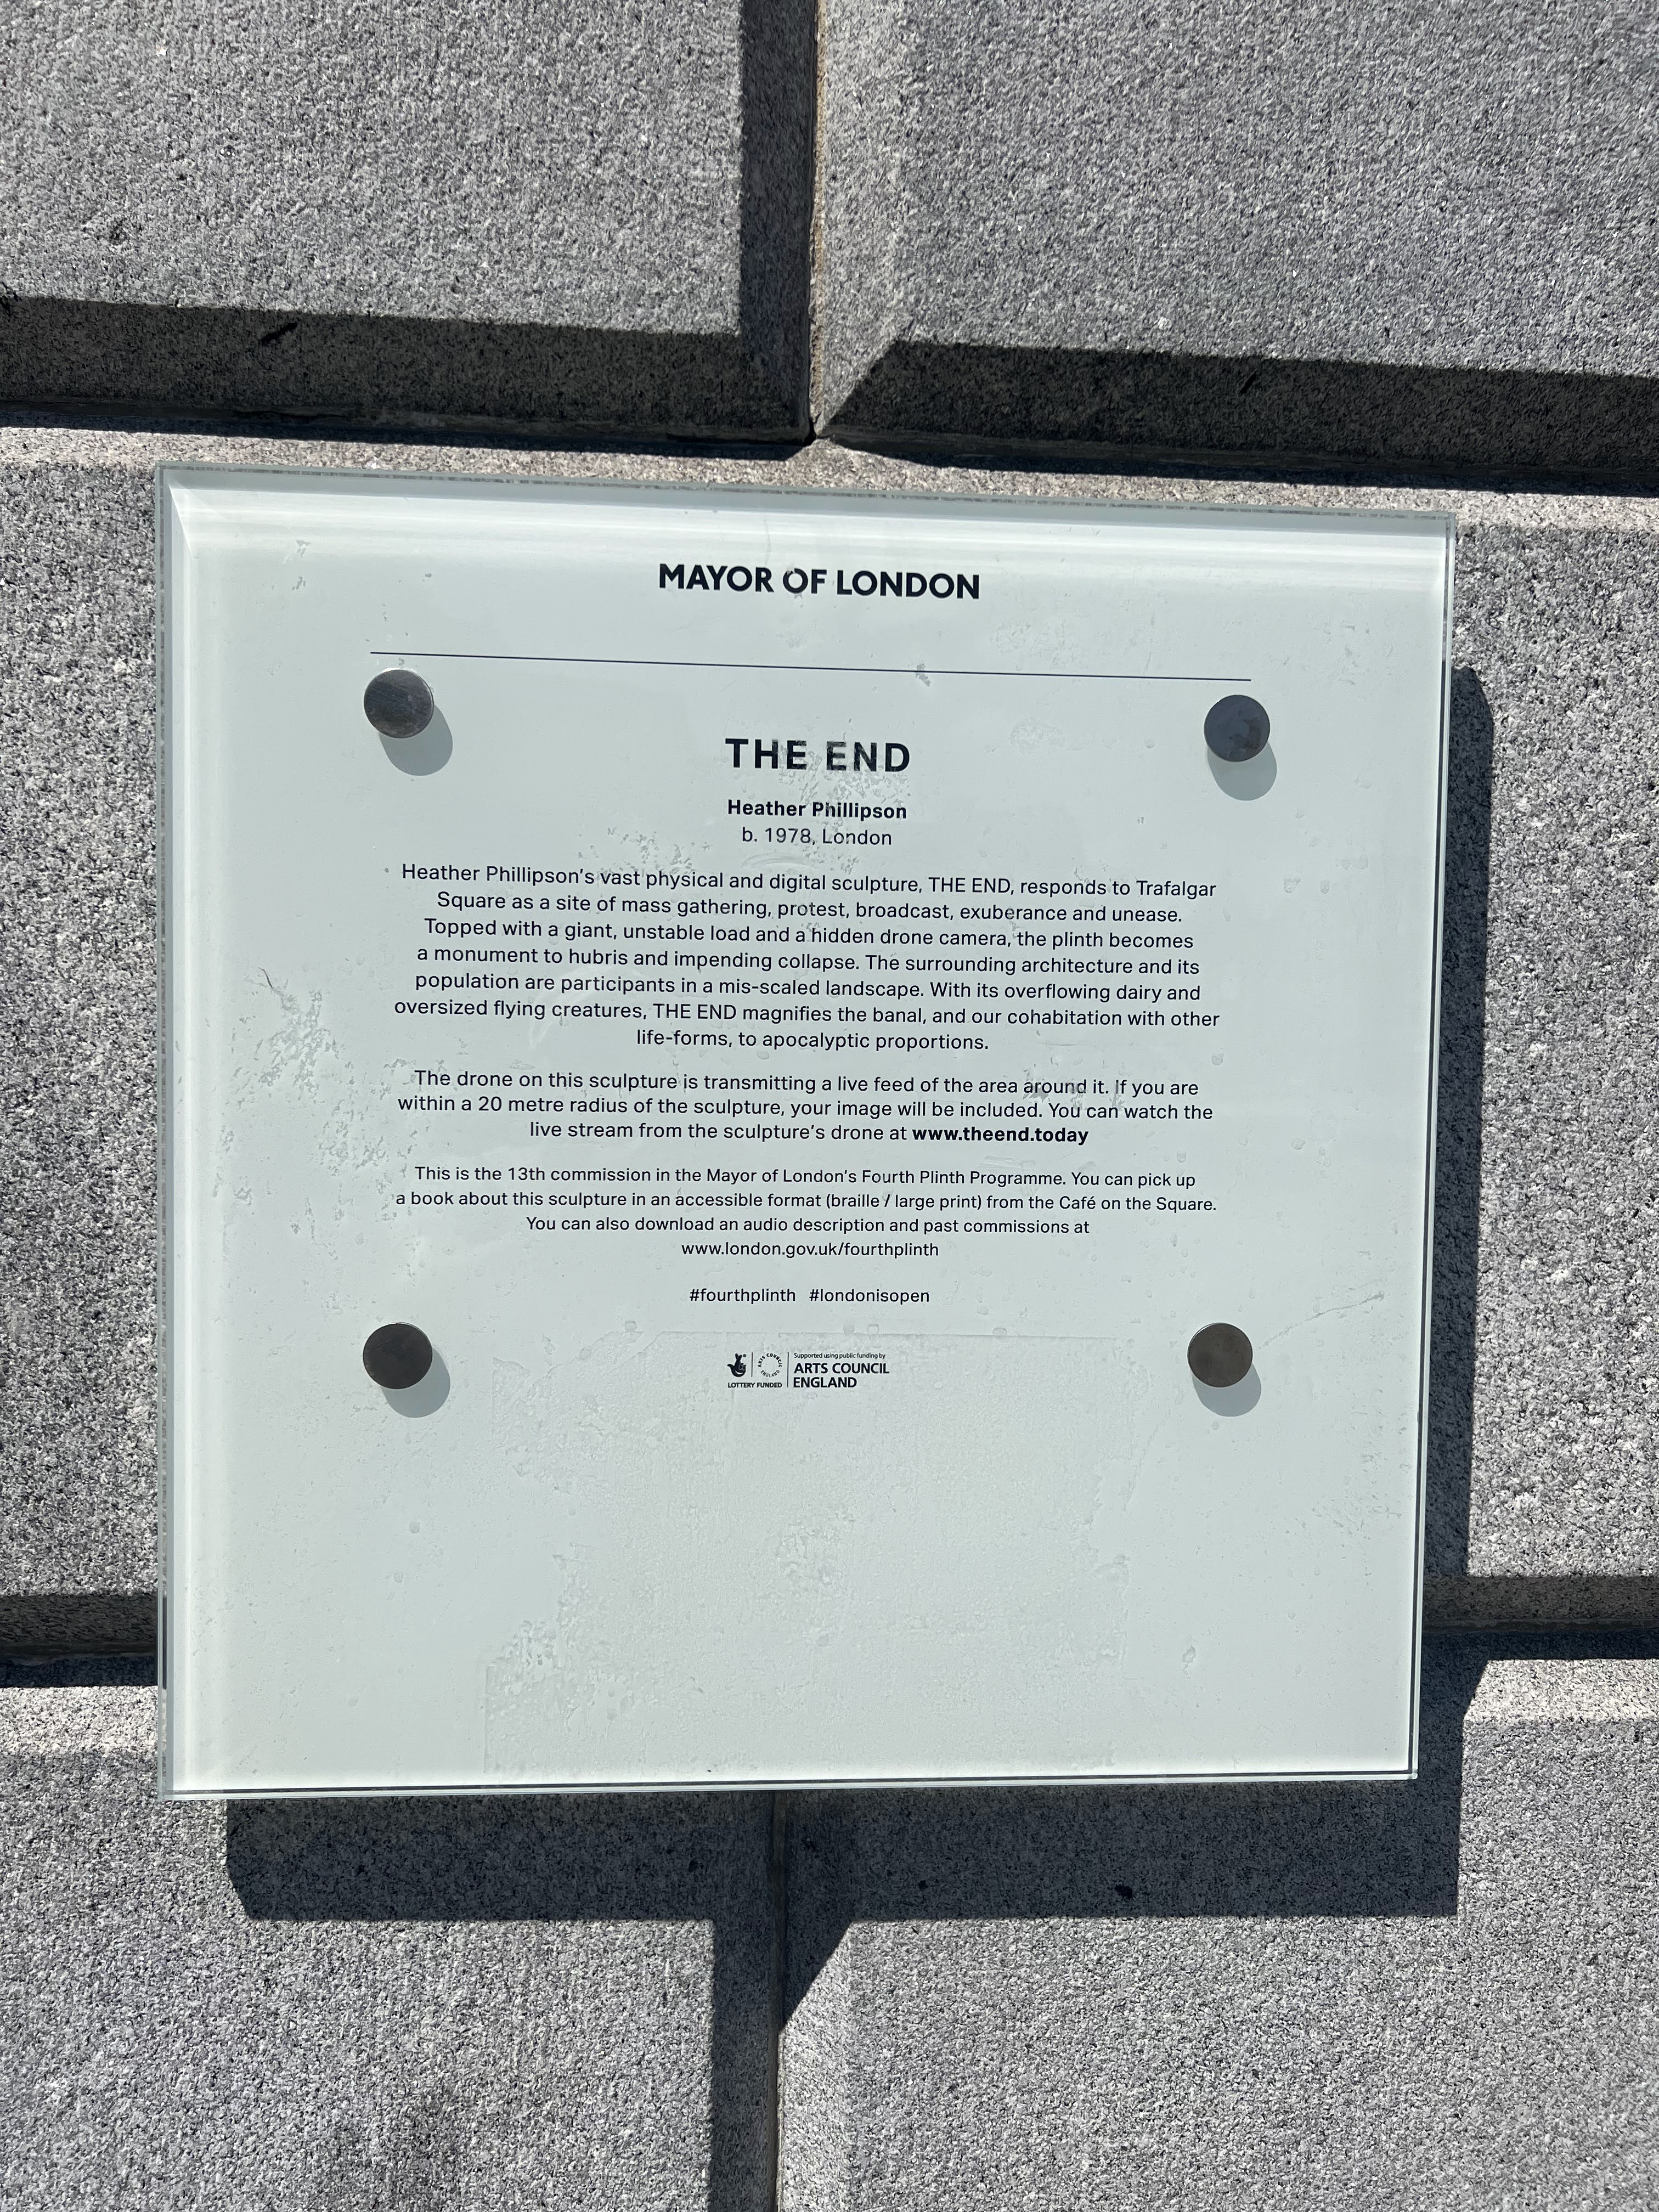 MAYOR OF LONDON
THE END
Heather Phillipson
b. 1978, London
Heather Phillipson's vast physical and digital sculpture, THE END, responds to Trafalgar
Square as a site of mass gathering, protest, broadcast, exuberance and unease.
Topped with a giant, unstable load and a hidden drone camera, the plinth becomes
a monument to hubris and impending collapse. The surrounding architecture and its
population are participants in a mis-scaled landscape. With its overflowing dairy and
oversized flying creatures, THE END magnifies the banal, and our cohabitation with other
life-forms, to apocalyptic proportions.
The drone on this sculpture is transmitting a live feed of the area around it. If you are
within a 20 metre radius of the sculpture, your image will be included. You can watch the
live stream from the sculpture's drone at www.theend.today
This is the 13th commission in the Mayor of London's Fourth Plinth Programme. You can pick up
a book about this sculpture in an accessible format (braille / large print) from the Café on the Square.
You can also download an audio description and past commissions at
www.london.gov.uk/fourthplinth
#fourthplinth #londonisopen
LOTTERY FUNDED
ARTS COUNCIL ENGLAND
Supported using public funding by
ARTS COUNCIL
ENGLAND